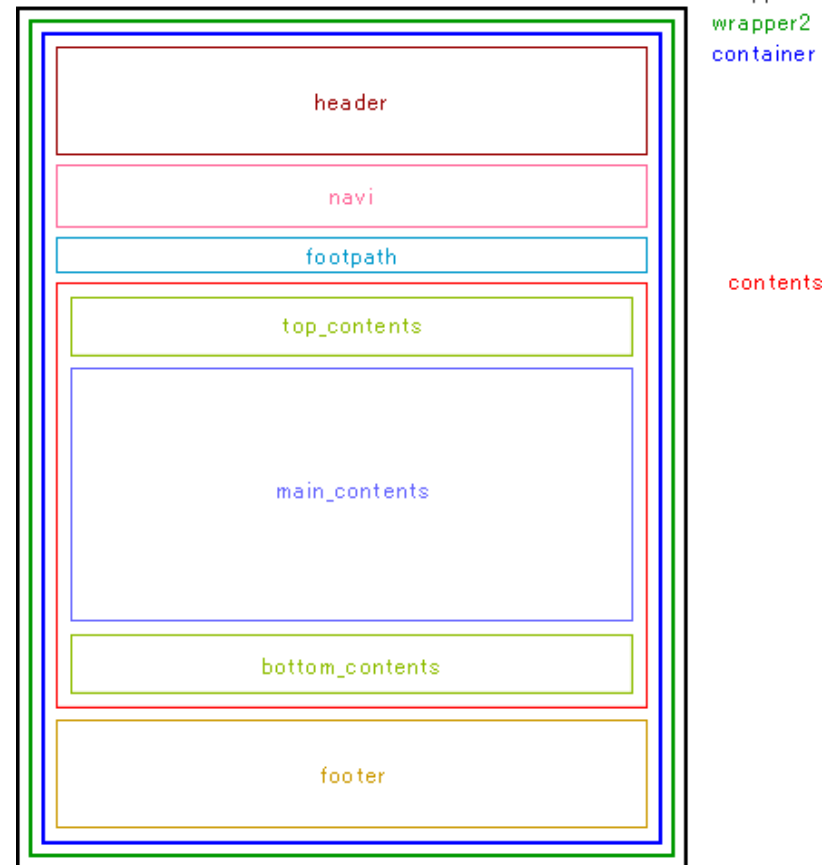 wrapper2
container
header
navi
footpath
contents
top_contents
main_contents
bottom_contents
footer